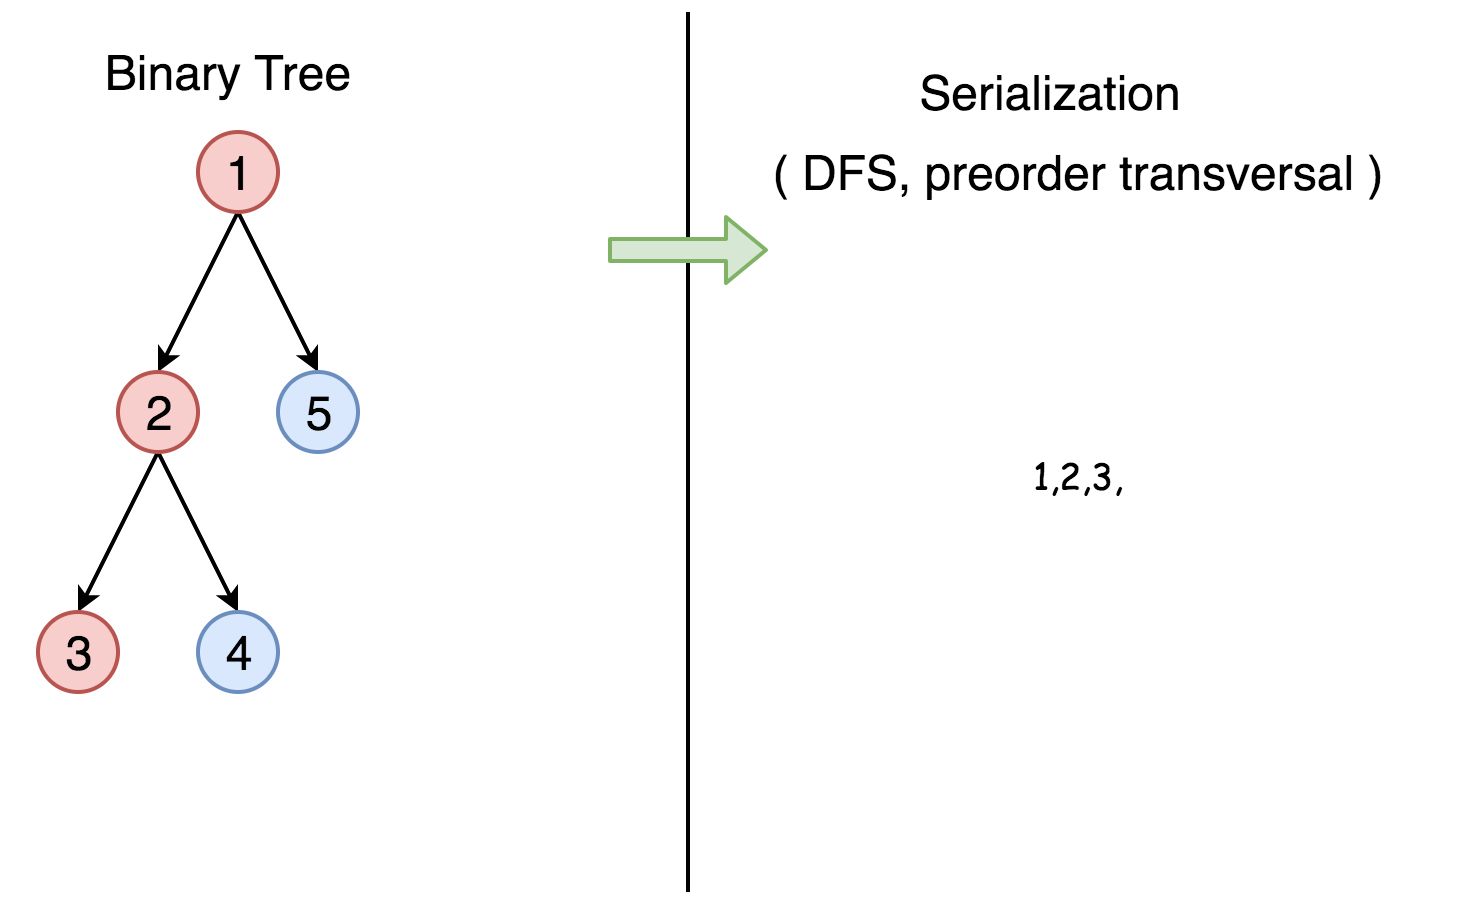 Binary Tree
1
2
5
3
4
Serialization
( DFS, preorder transversal )
1,2,3,